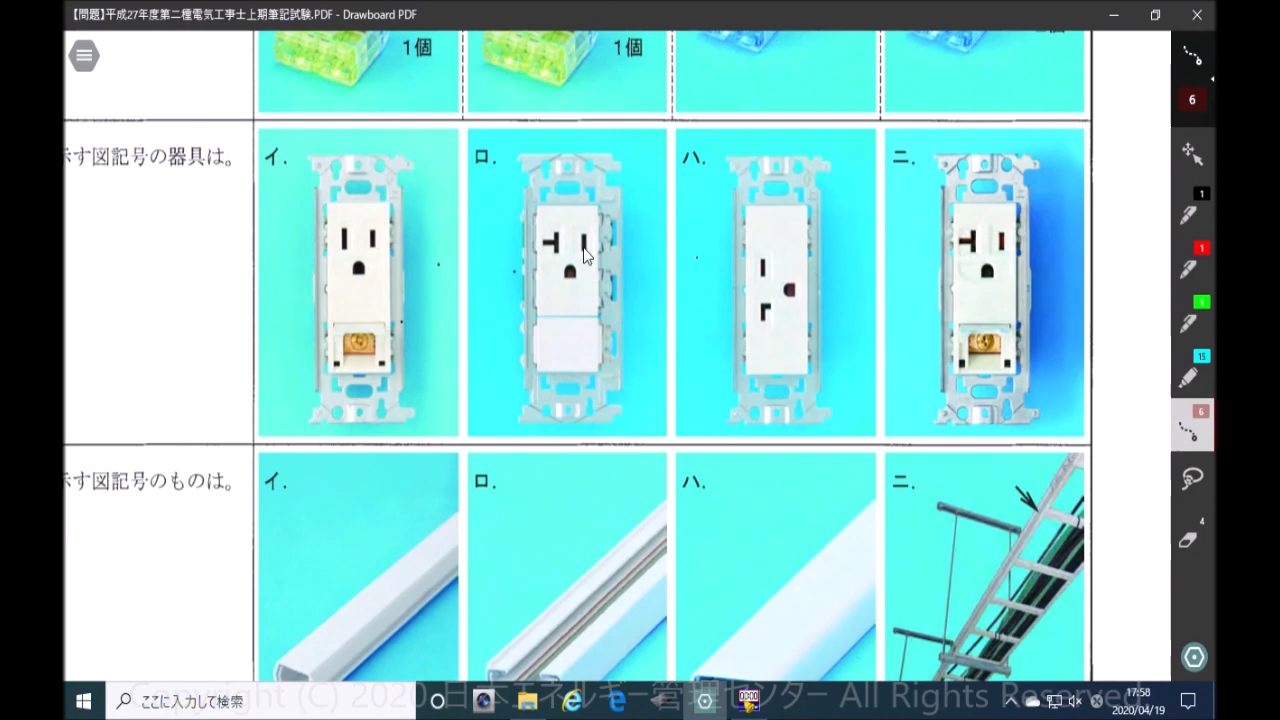 【問題】平成27年度第二種電気工事士上期筆記試験.PDF - Drawboard PDF
1個
1個
6
示す図記号の器具は。
イ.
ロ.
ハ.
ニ.
1
1
1
15
6
示す図記号のものは。
イ.
ロ.
ハ.
ニ.
4
ここに入力して検索
Copyright (C) 2020 日本エネルギー管理センター All Rights Reserved.
17:58
2020/04/19